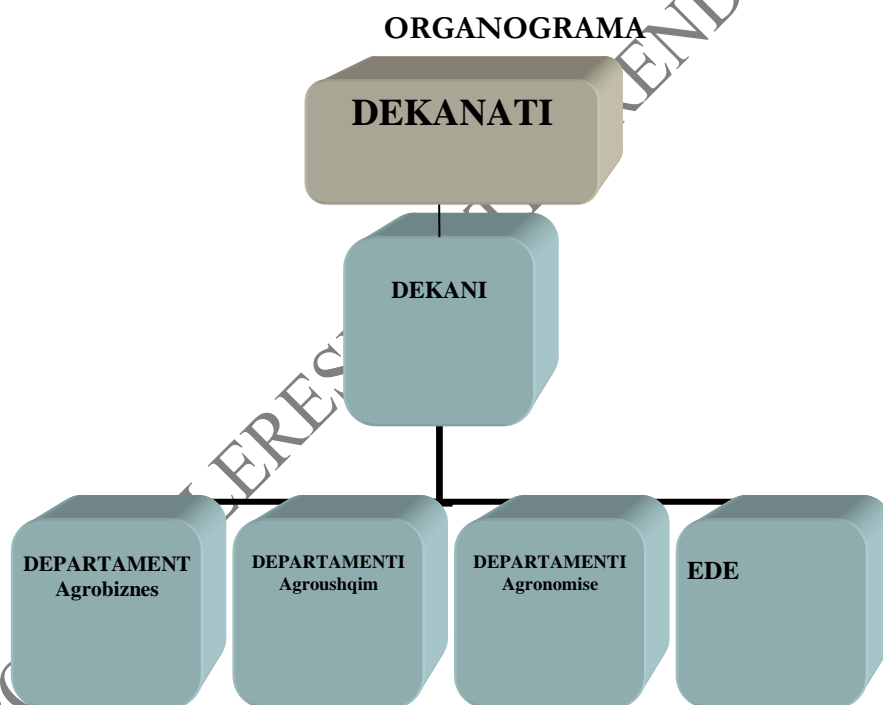 ORGANOGRAMA
DEKANATI
DEKANI
DEPARTAMENT
Agrobiznes
DEPARTAMENTI
Agroushqim
DEPARTAMENTI
Agronomise
EDE